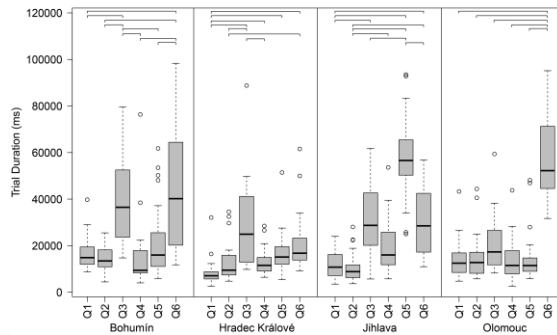 Trial Duration (ms)
120000
100000
80000
60000
40000
20000
0
Q1 Q2 Q3 Q4 Q5 Q6 Q1 Q2 Q3 Q4 Q5 Q6 Q1 Q2 Q3 Q4 Q5 Q6 Q1 Q2 Q3 Q4 Q5 Q6
Bohumín Hradec Králové Jihlava Olomouc